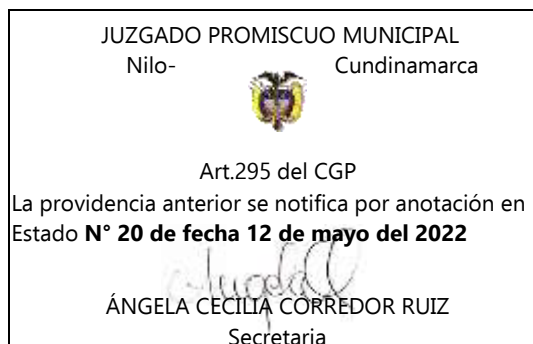 JUZGADO PROMISCUO MUNICIPAL
Nilo- Cundinamarca
Art.295 del CGP
La providencia anterior se notifica por anotación en
Estado N° 20 de fecha 12 de mayo del 2022
ÁNGELA CECILIA CORREDOR RUIZ
Secretaria